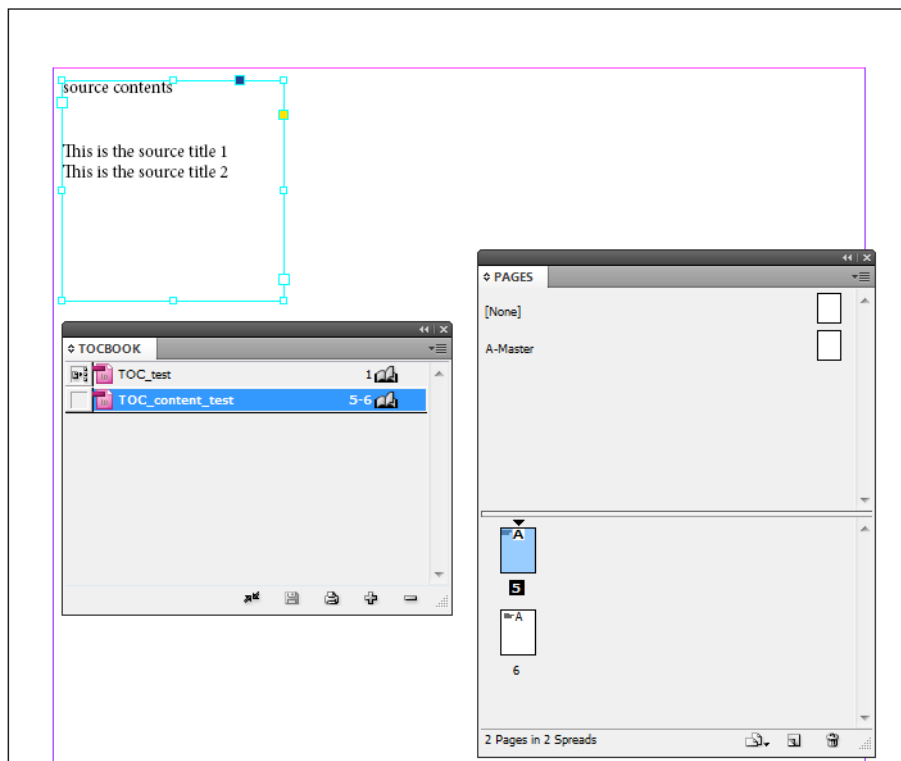 source contents
This is the source title 1
This is the source title 2
PAGES
[None]
A-Master
TOCBOOK
TOC_test 1
TOC_content_test 5-6
A
5
A
6
2 Pages in 2 Spreads